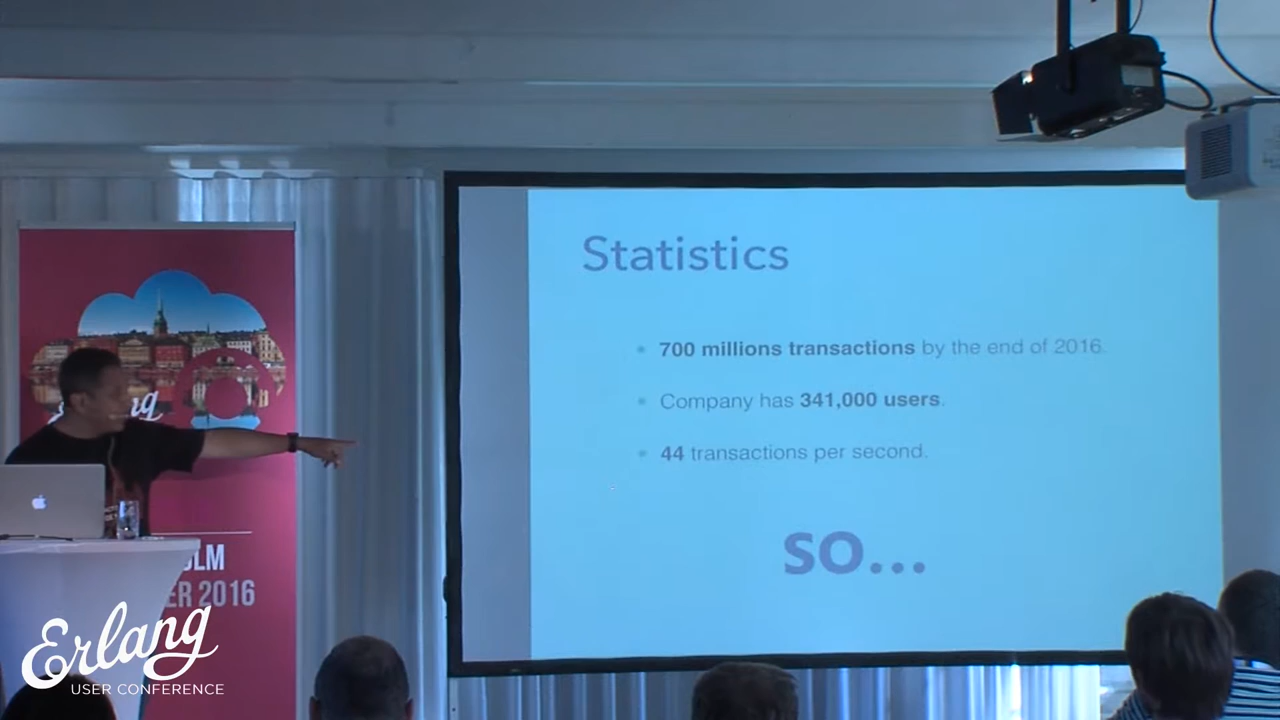 Statistics
700 millions transactions by the end of 2016.
Company has 341,000 users.
44 transactions per second.
SO...
ER 2016
Erlang
USER CONFERENCE